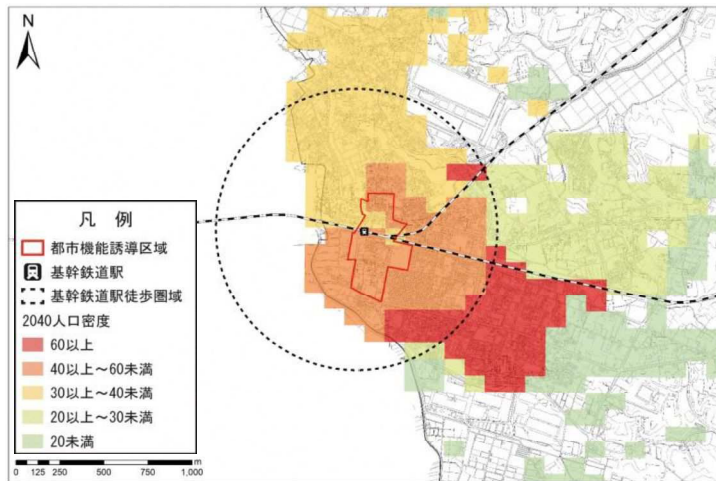 N
凡 例
都市機能誘導区域
基幹鉄道駅
基幹鉄道駅徒歩圏域
2040人口密度
60以上
40以上～60未満
30以上～40未満
20以上～30未満
20未満
0 125 250 500 750 1,000 m